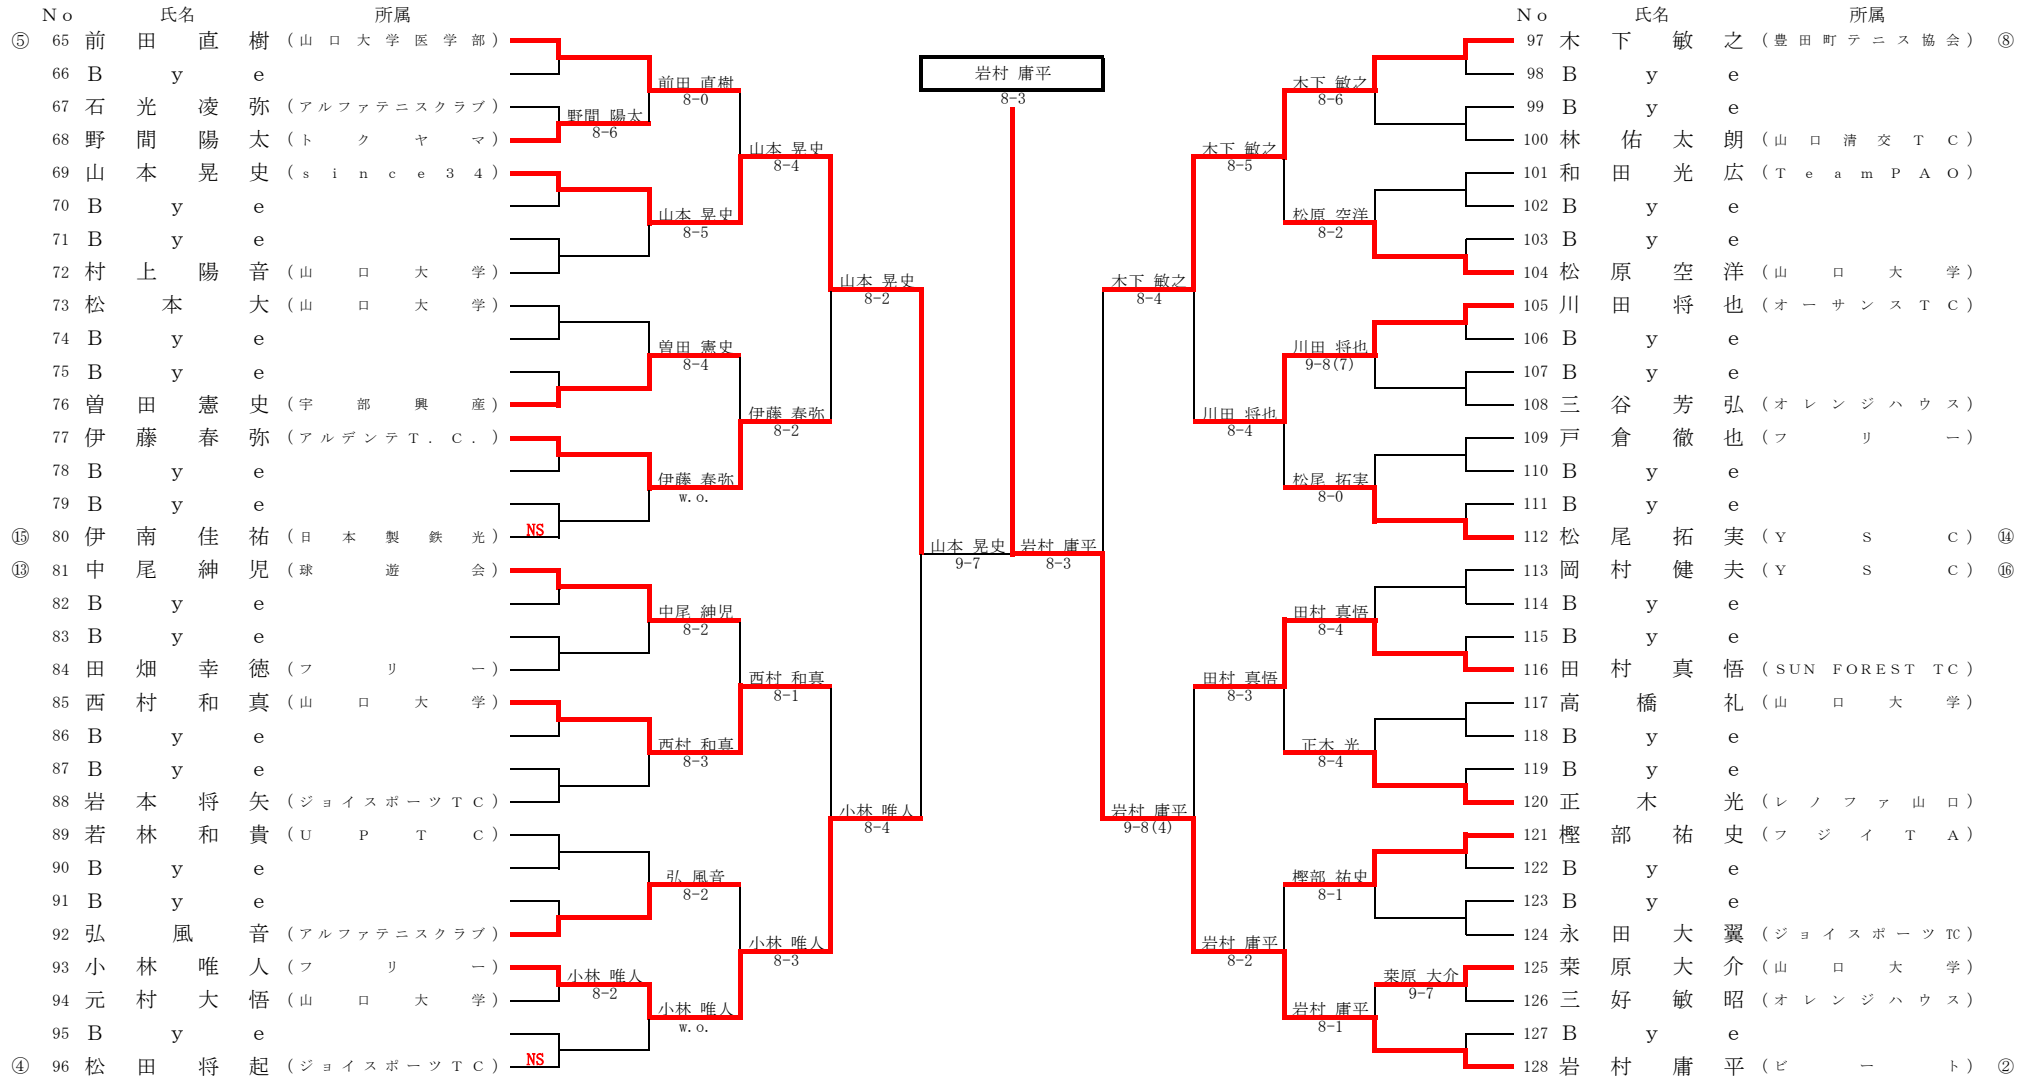 No 氏名 所属
⑤ 65 前田直樹 (山口大学医学部)
66 Bye
前田 直樹
8-0
67 石光凌弥 (アルファテニスクラブ)
野間 陽太
8-6
68 野間陽太 (トクヤマ)
山本 晃史
8-4
69 山本晃史 (since34)
70 Bye
山本 晃史
8-5
71 Bye
72 村上陽音 (山口大学)
山本 晃史
8-2
73 松本大 (山口大学)
74 Bye
曽田 憲史
8-4
75 Bye
76 曽田憲史 (宇部興産)
伊藤 春弥
8-2
77 伊藤春弥 (アルデンテT.C.)
78 Bye
伊藤 春弥
w.o.
79 Bye
⑮ 80 伊南佳祐 (日本製鉄光) NS
山本 晃史
9-7
⑬ 81 中尾紳児 (球遊会)
82 Bye
中尾 紳児
8-2
83 Bye
84 田畑幸徳 (フリー)
西村 和真
8-1
85 西村和真 (山口大学)
86 Bye
西村 和真
8-3
87 Bye
88 岩本将矢 (ジョイスポーツTC)
小林 唯人
8-4
89 若林和貴 (UPTC)
90 Bye
弘 風音
8-2
91 Bye
92 弘風音 (アルファテニスクラブ)
小林 唯人
8-3
93 小林唯人 (フリー)
小林 唯人
8-2
94 元村大悟 (山口大学)
小林 唯人
w.o.
95 Bye
④ 96 松田将起 (ジョイスポーツTC) NS
岩村 庸平
8-3
No 氏名 所属
97 木下敏之 (豊田町テニス協会) ⑧
98 Bye
木下 敏之
8-6
99 Bye
100 林佑太朗 (山口清交TC)
木下 敏之
8-5
101 和田光広 (TeamPAO)
102 Bye
松原 空洋
8-2
103 Bye
104 松原空洋 (山口大学)
木下 敏之
8-4
105 川田将也 (オーサンスTC)
106 Bye
川田 将也
9-8(7)
107 Bye
108 三谷芳弘 (オレンジハウス)
川田 将也
8-4
109 戸倉徹也 (フリー)
110 Bye
松尾 拓実
8-0
111 Bye
112 松尾拓実 (YSC) ⑭
岩村 庸平
8-3
113 岡村健夫 (YSC) ⑯
114 Bye
田村 真悟
8-4
115 Bye
116 田村真悟 (SUN FOREST TC)
田村 真悟
8-3
117 高橋礼 (山口大学)
118 Bye
正木 光
8-4
119 Bye
120 正木光 (レノファ山口)
岩村 庸平
9-8(4)
121 樫部祐史 (フジイTA)
122 Bye
樫部 祐史
8-1
123 Bye
124 永田大翼 (ジョイスポーツTC)
岩村 庸平
8-2
125 桒原大介 (山口大学)
桒原 大介
9-7
126 三好敏昭 (オレンジハウス)
岩村 庸平
8-1
127 Bye
128 岩村庸平 (ビート) ②